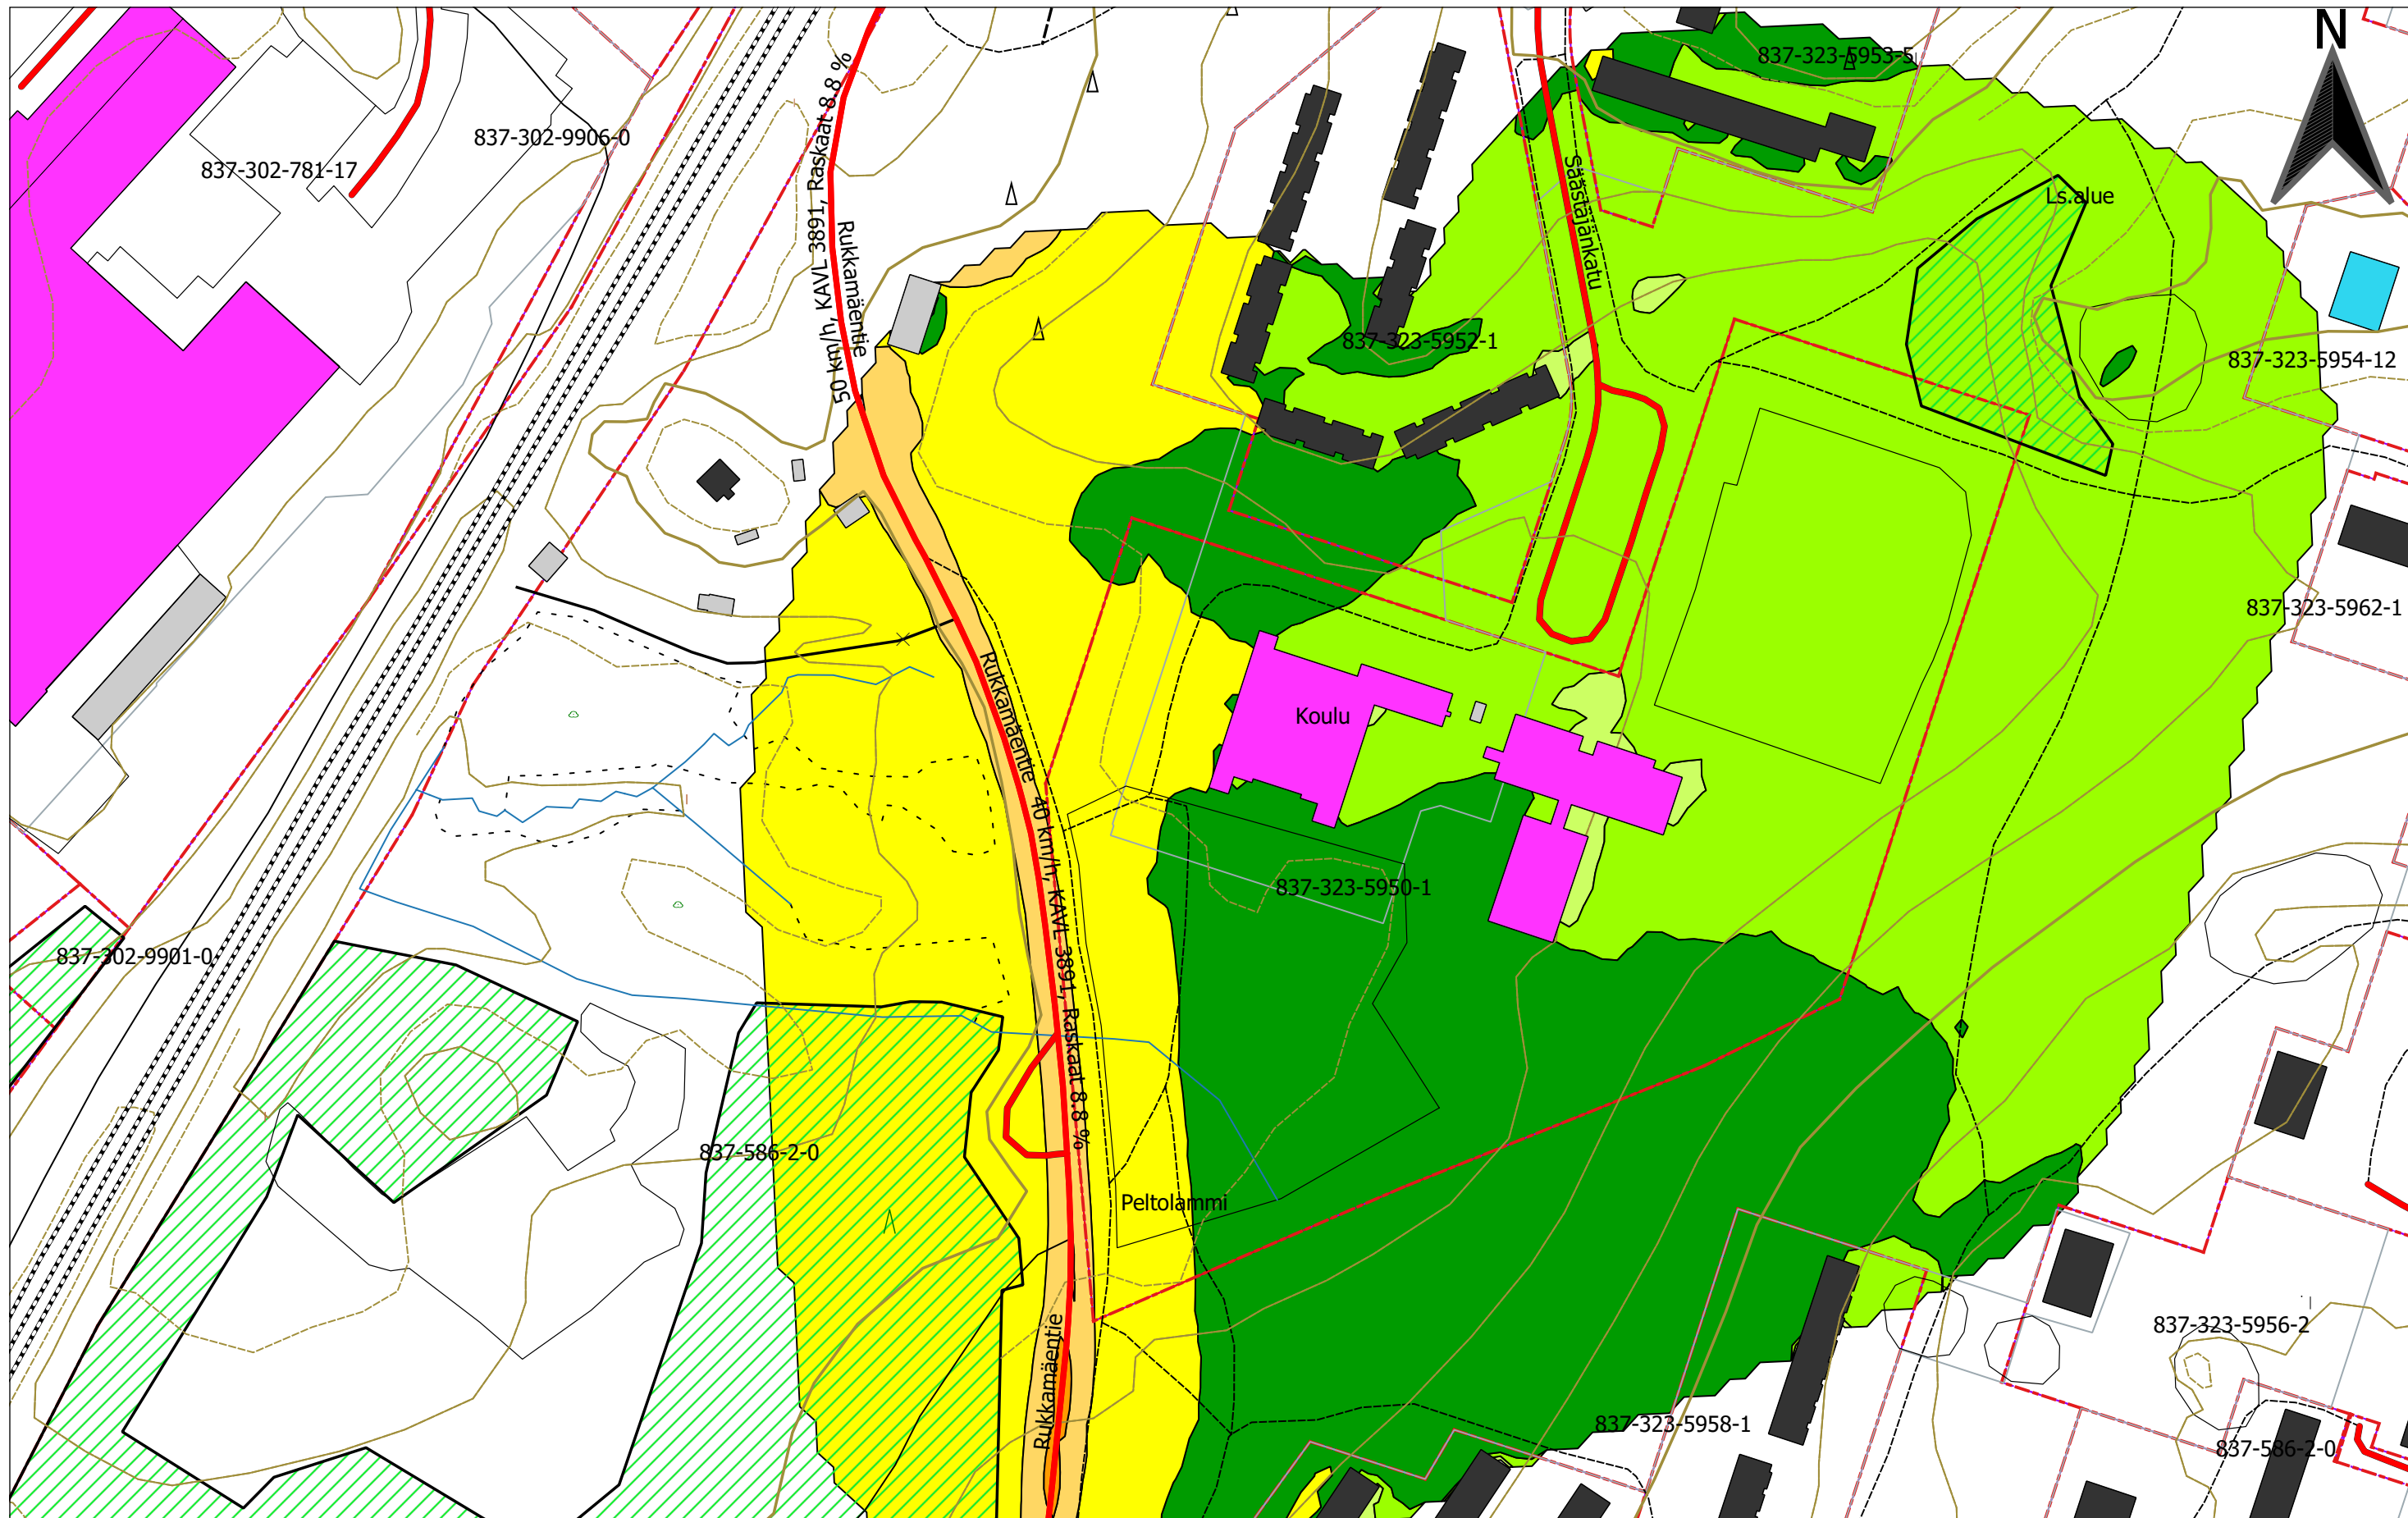 N
837-323-5953-5
837-302-9906-0
837-302-781-17
Rukkamäentie
50 km/h, KAVL 3891, Raskaat 8.8 %
Säästäjänkatu
Ls.alue
837-323-5952-1
837-323-5954-12
837-323-5962-1
Koulu
Rukkamäentie
40 km/h, KAVL 3891, Raskaat 8.8 %
837-323-5950-1
837-302-9901-0
837-586-2-0
Peltolammi
Rukkamäentie
837-323-5956-2
837-323-5958-1
837-586-2-0